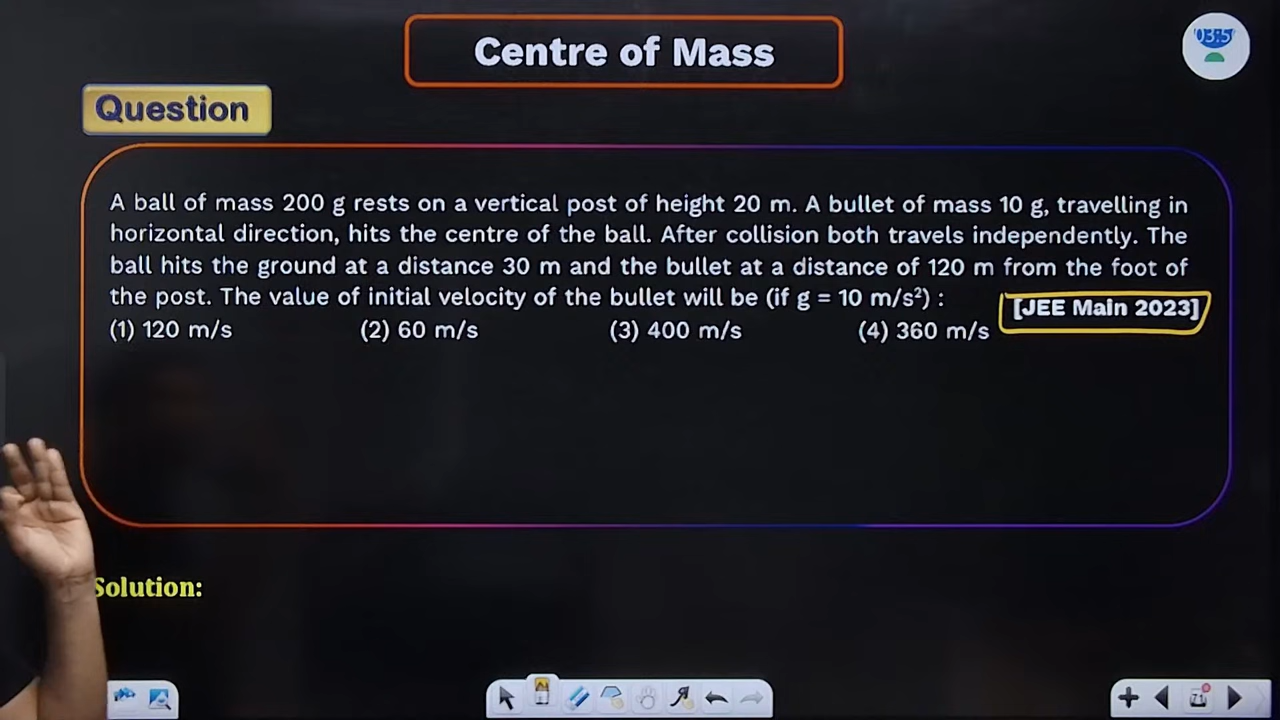 Centre of Mass
Question
A ball of mass 200 g rests on a vertical post of height 20 m. A bullet of mass 10 g, travelling in
horizontal direction, hits the centre of the ball. After collision both travels independently. The
ball hits the ground at a distance 30 m and the bullet at a distance of 120 m from the foot of
the post. The value of initial velocity of the bullet will be (if g = 10 m/s²) :
[JEE Main 2023]
(1) 120 m/s (2) 60 m/s (3) 400 m/s (4) 360 m/s
Solution: